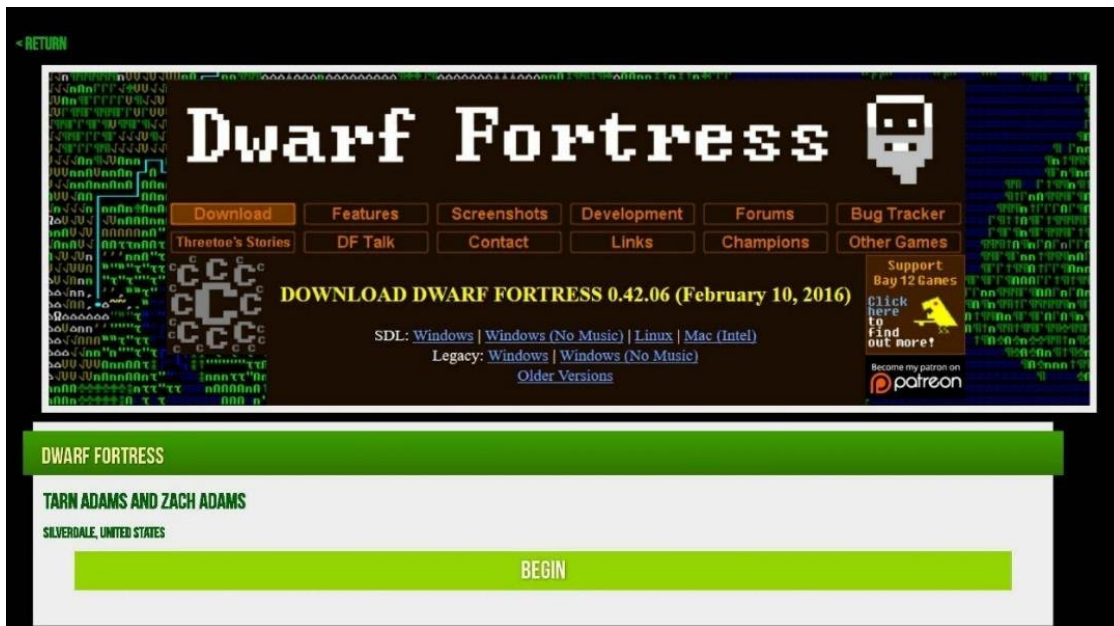 < RETURN
Dwarf Fortress
Download Features Screenshots Development Forums Bug Tracker
Threetoe's Stories DF Talk Contact Links Champions Other Games
Support
Bay 12 Games
Click
here
to
find
out more!
DOWNLOAD DWARF FORTRESS 0.42.06 (February 10, 2016)
SDL: Windows | Windows (No Music) | Linux | Mac (Intel)
Legacy: Windows | Windows (No Music)
Older Versions
Become my patron on
patreon
DWARF FORTRESS
TARN ADAMS AND ZACH ADAMS
SILVERDALE, UNITED STATES
BEGIN